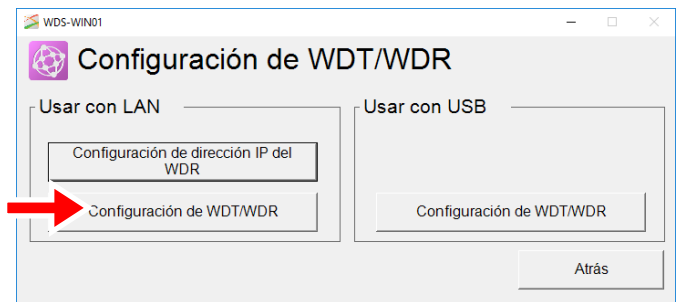 WDS-WIN01
Configuración de WDT/WDR
Usar con LAN
Configuración de dirección IP del
WDR
Configuración de WDT/WDR
Usar con USB
Configuración de WDT/WDR
Atrás